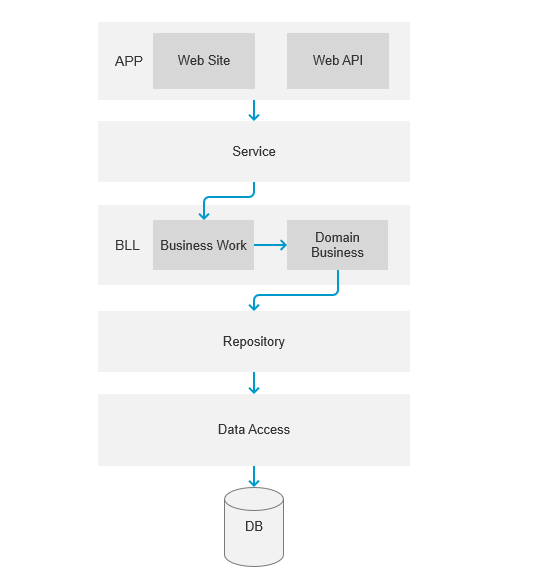 APP
Web Site
Web API
Service
BLL
Business Work
Domain
Business
Repository
Data Access
DB